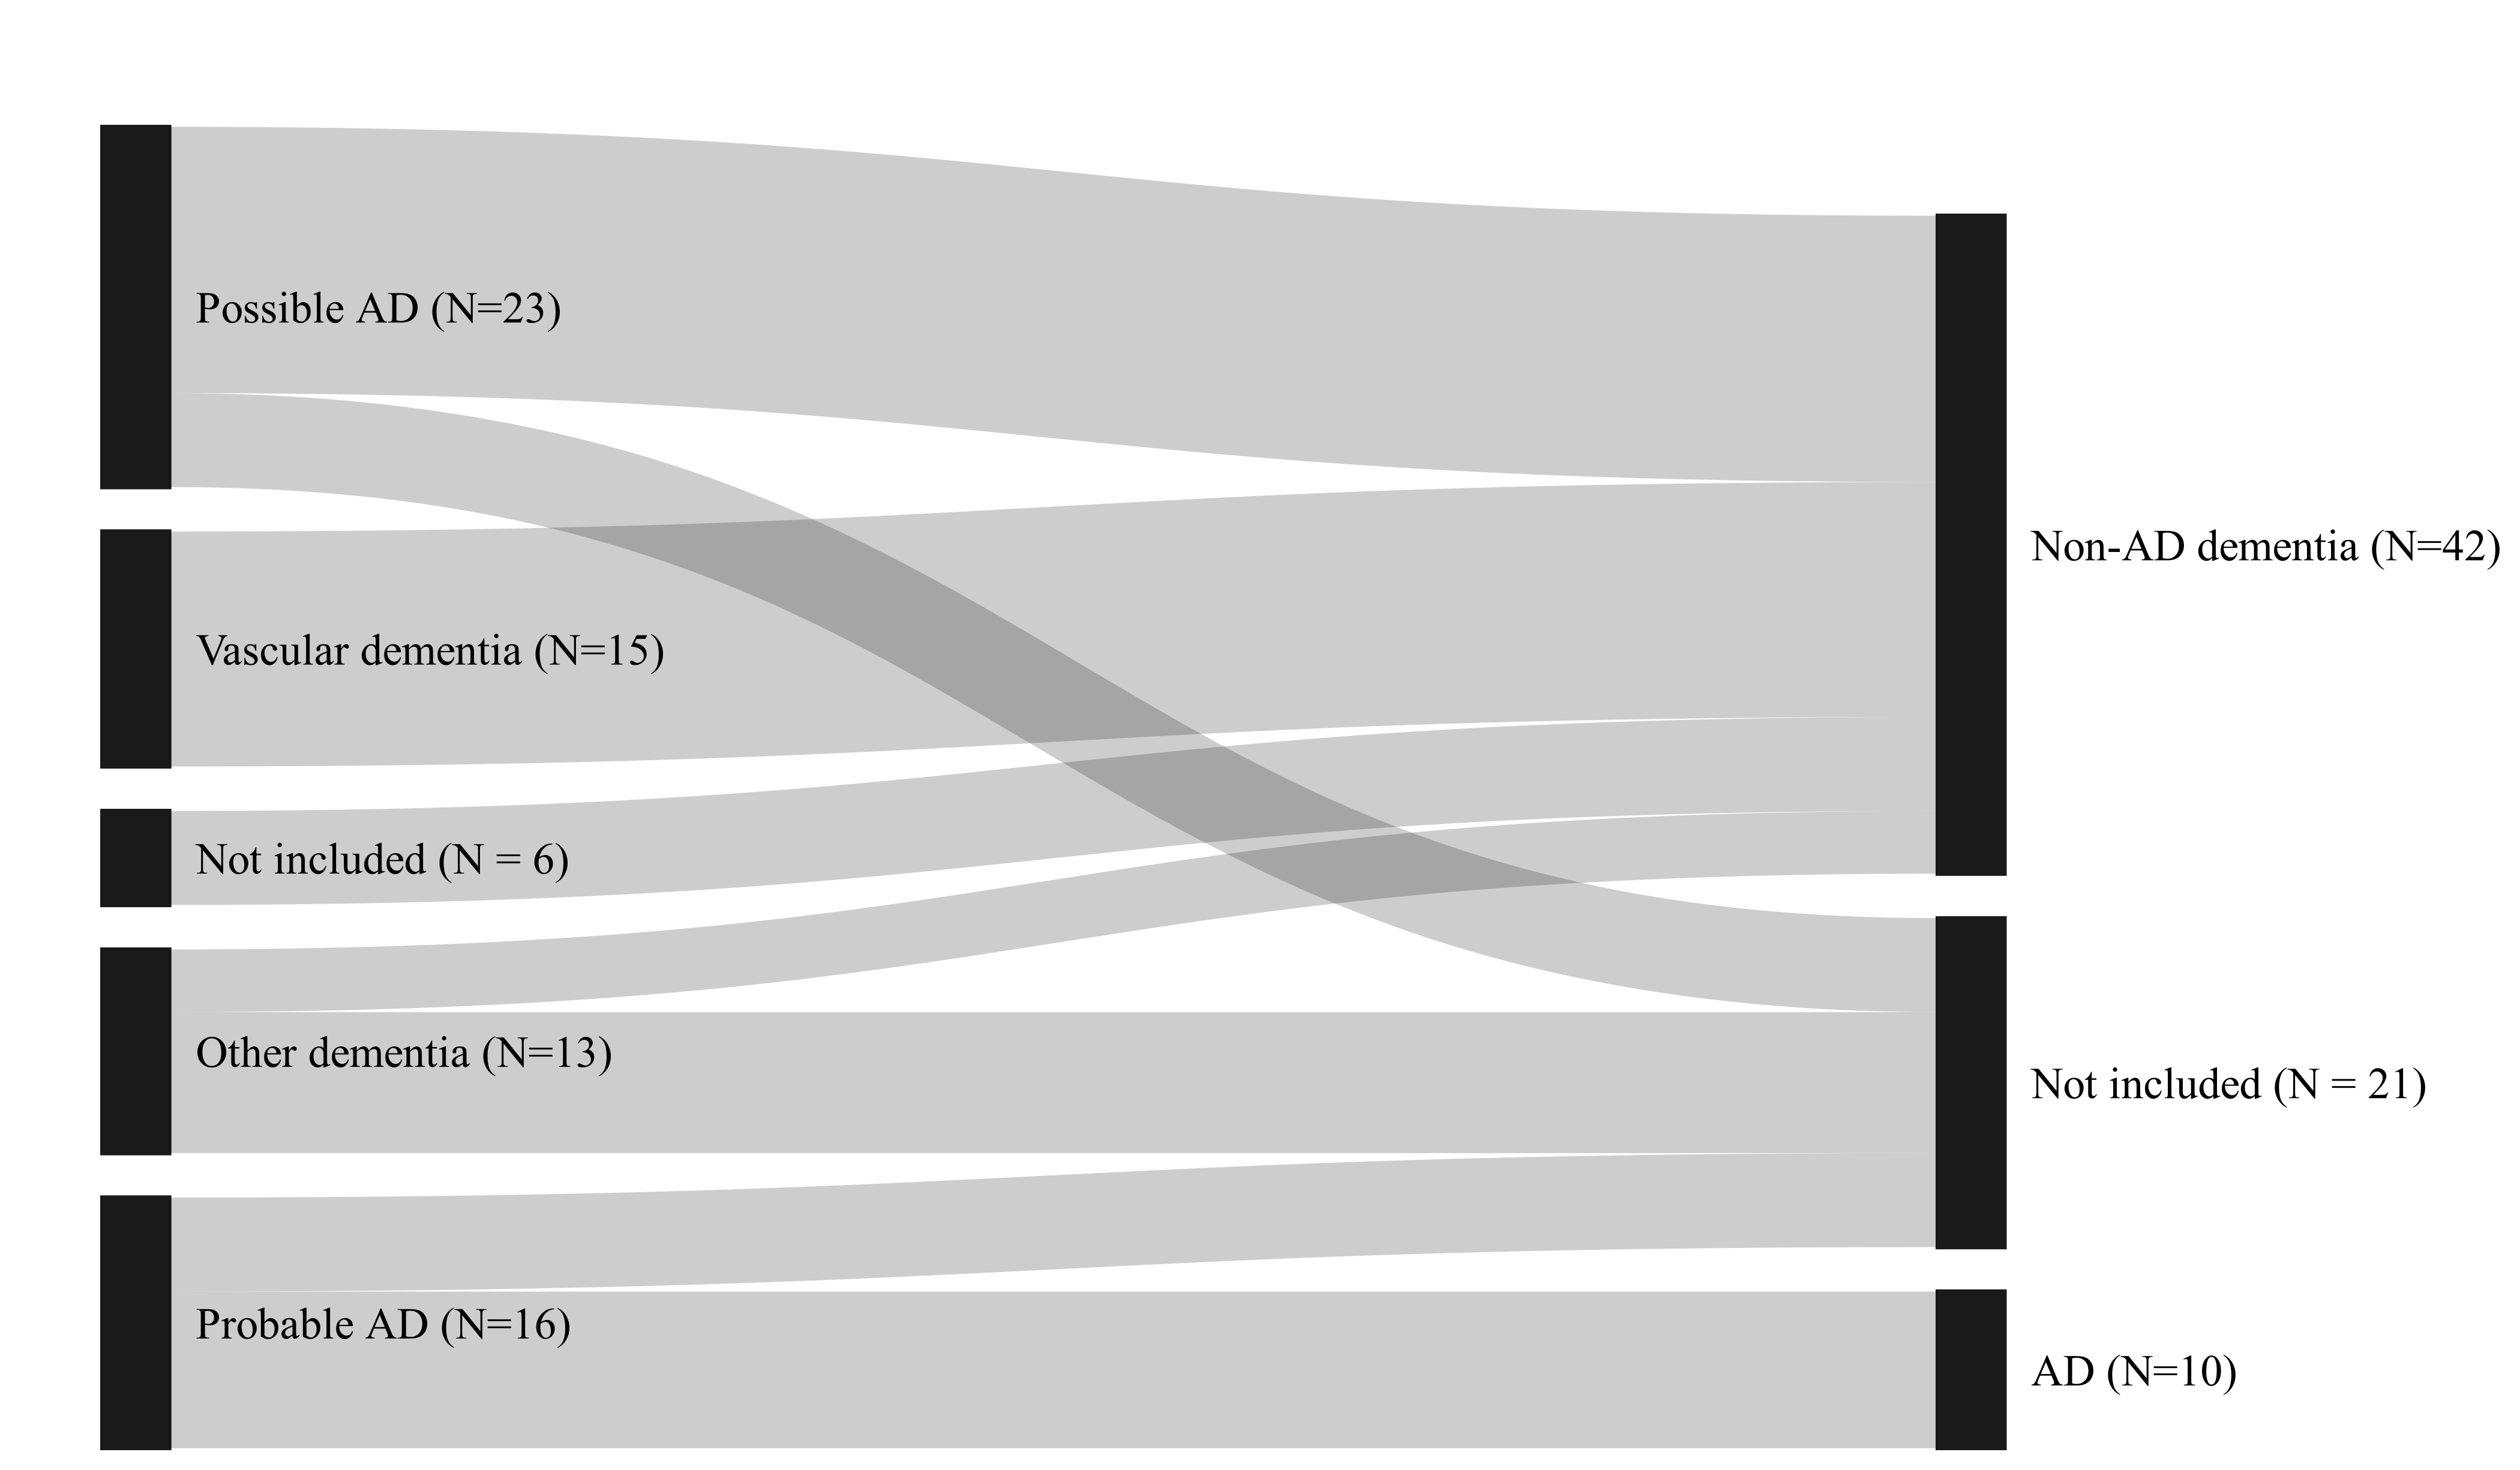 Possible AD (N=23)
Vascular dementia (N=15)
Not included (N = 6)
Other dementia (N=13)
Probable AD (N=16)
Non-AD dementia (N=42)
Not included (N = 21)
AD (N=10)